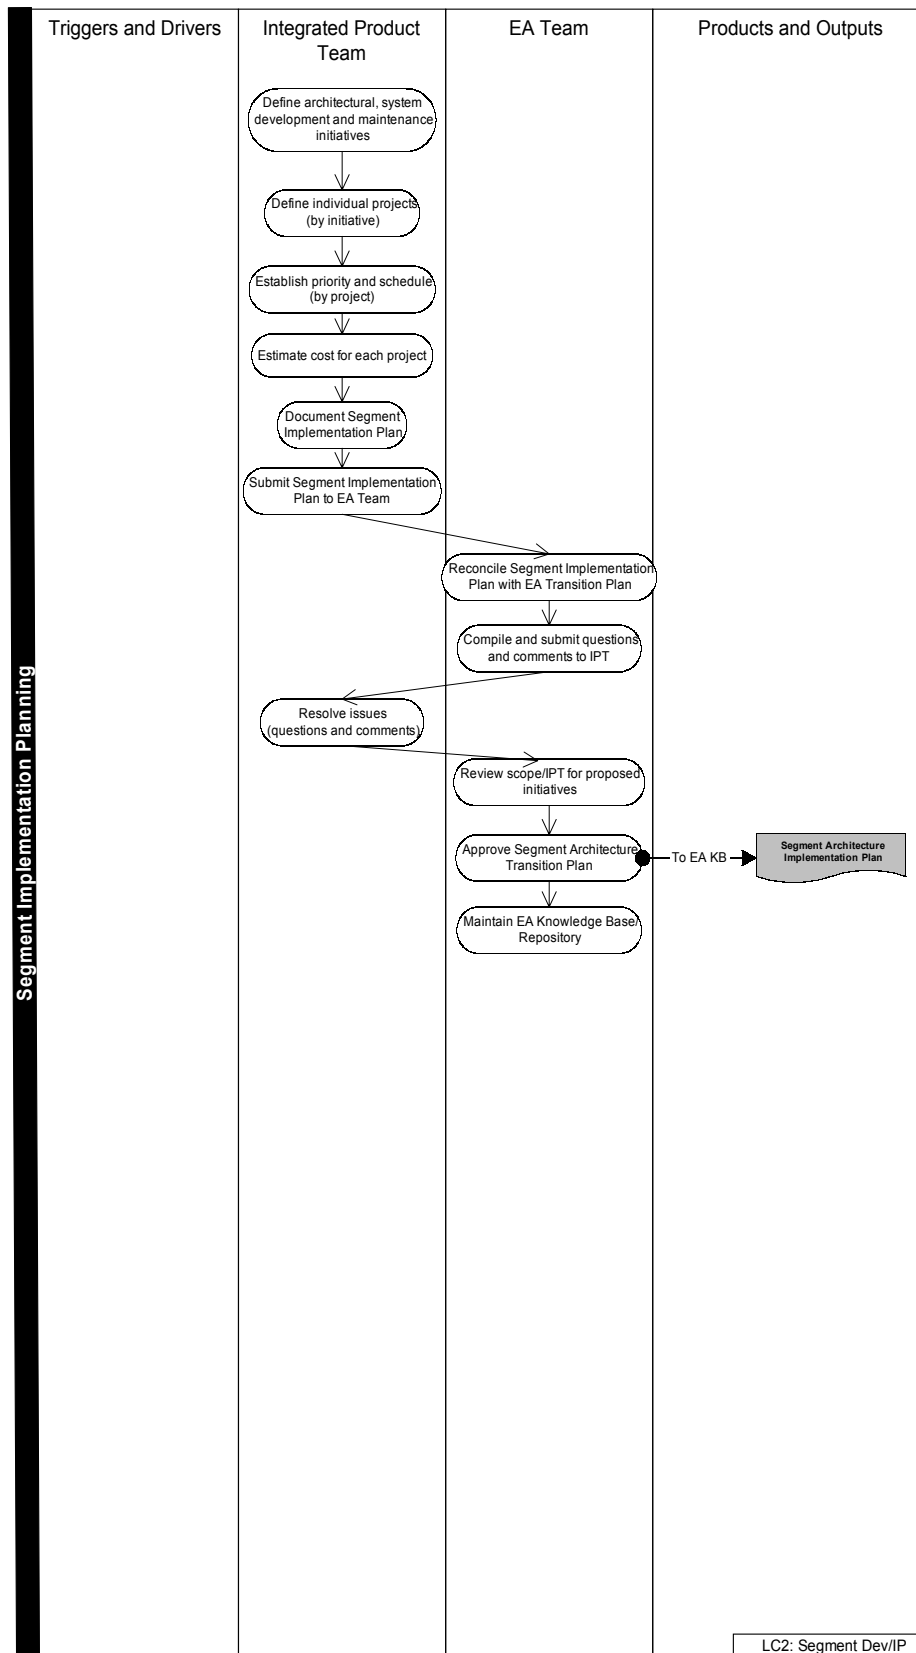 Triggers and Drivers
Integrated Product
Team
EA Team
Products and Outputs
Define architectural, system
development and maintenance
initiatives
Define individual projects
(by initiative)
Establish priority and schedule
(by project)
Estimate cost for each project
Document Segment
Implementation Plan
Submit Segment Implementation
Plan to EA Team
Reconcile Segment Implementation
Plan with EA Transition Plan
Compile and submit questions
and comments to IPT
Resolve issues
(questions and comments)
Review scope/IPT for proposed
initiatives
Approve Segment Architecture
Transition Plan
To EA KB
Segment Architecture
Implementation Plan
Maintain EA Knowledge Base/
Repository
Segment Implementation Planning
LC2: Segment Dev/IP